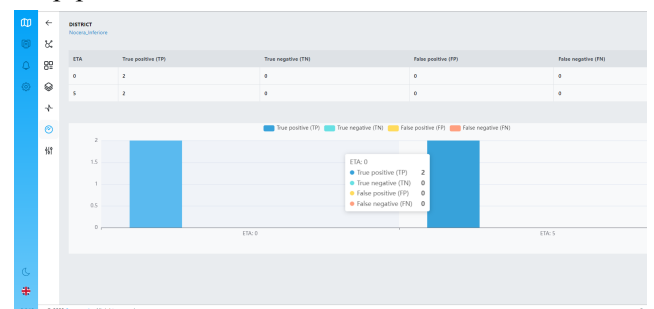 DISTRICT
Nocera_Inferiore
ETA True positive (TP) True negative (TN) False positive (FP) False negative (FN)
0 2 0 0 0
5 2 0 0 0
True positive (TP) True negative (TN) False positive (FP) False negative (FN)
2
1.5
1
0.5
0
ETA: 0
True positive (TP) 2
True negative (TN) 0
False positive (FP) 0
False negative (FN) 0
ETA: 0 ETA: 5